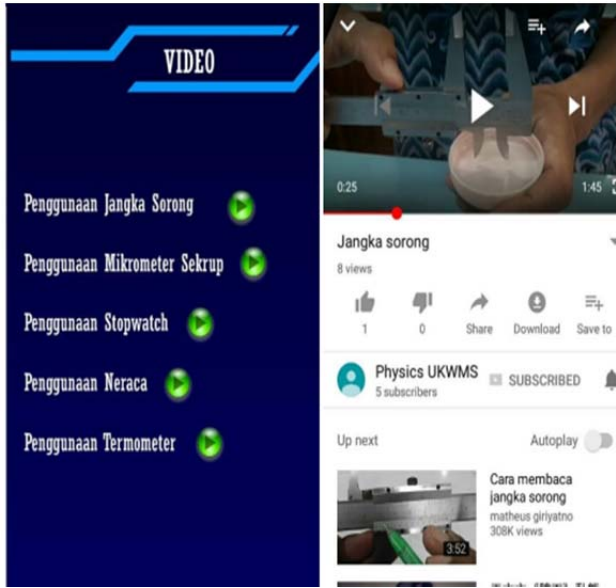 VIDEO
Penggunaan Jangka Sorong
Penggunaan Mikrometer Sekrup
Penggunaan Stopwatch
Penggunaan Neraca
Penggunaan Termometer
0:25
1:45
Jangka sorong
8 views
1
0
Share
Download
Save to
Physics UKWMS
5 subscribers
SUBSCRIBED
Up next
Autoplay
3:52
Cara membaca
jangka sorong
matheus giriyatno
308K views